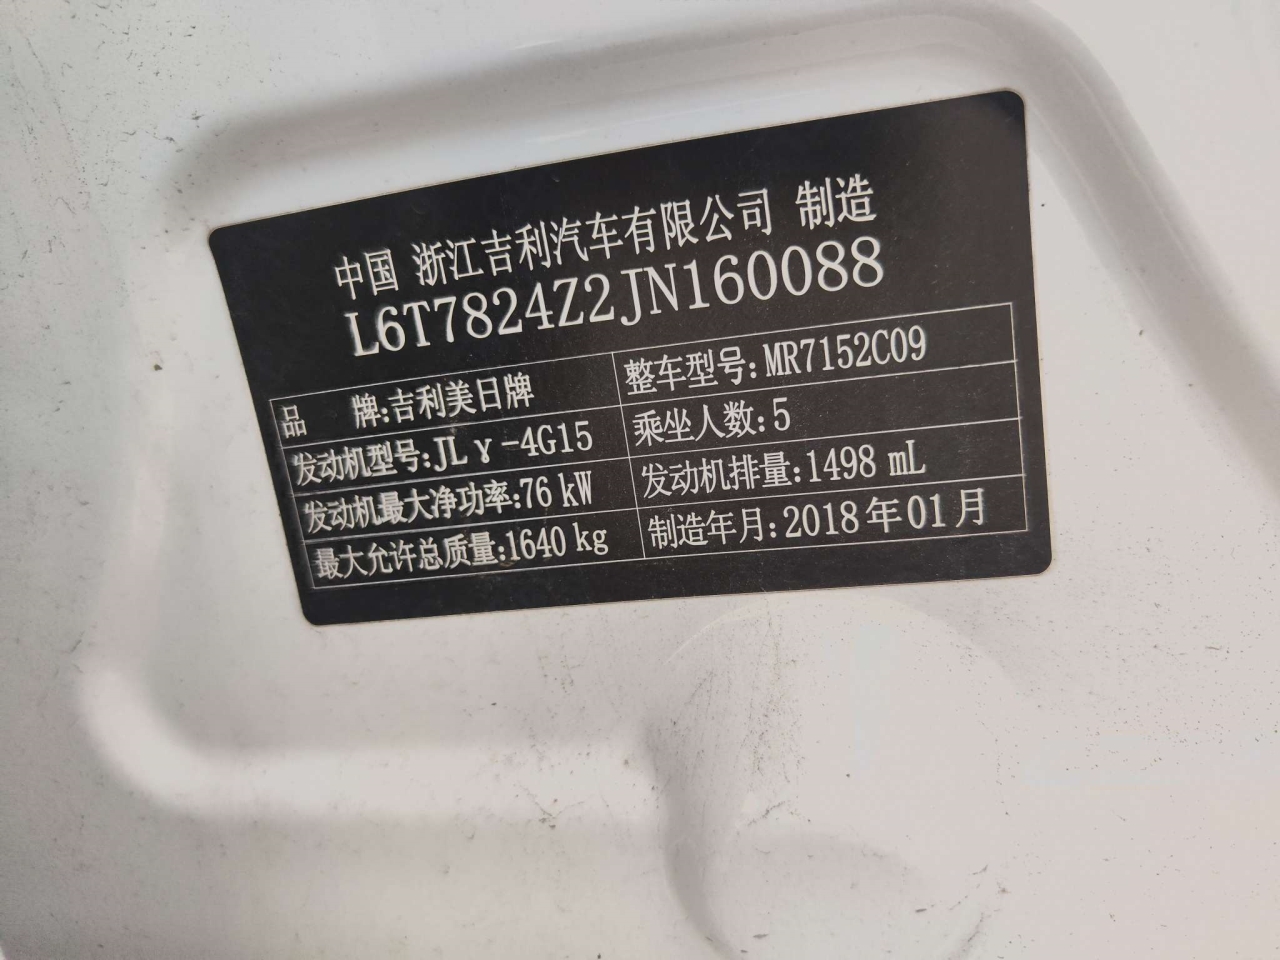 中国 浙江吉利汽车有限公司 制造
L6T7824Z2JN160088
品 牌:吉利美日牌 整车型号:MR7152C09
发动机型号:JLγ-4G15 乘坐人数:5
发动机最大净功率:76 kW 发动机排量:1498 mL
最大允许总质量:1640 kg 制造年月:2018年01月